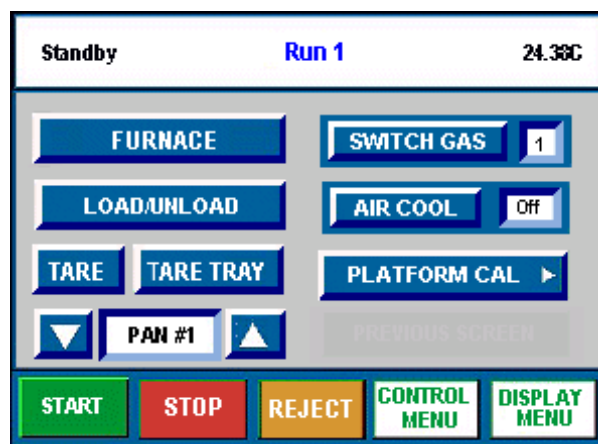 Standby Run 1 24.38C
FURNACE SWITCH GAS 1
LOAD/UNLOAD AIR COOL Off
TARE TARE TRAY PLATFORM CAL
PAN #1 PREVIOUS SCREEN
START STOP REJECT CONTROL MENU DISPLAY MENU